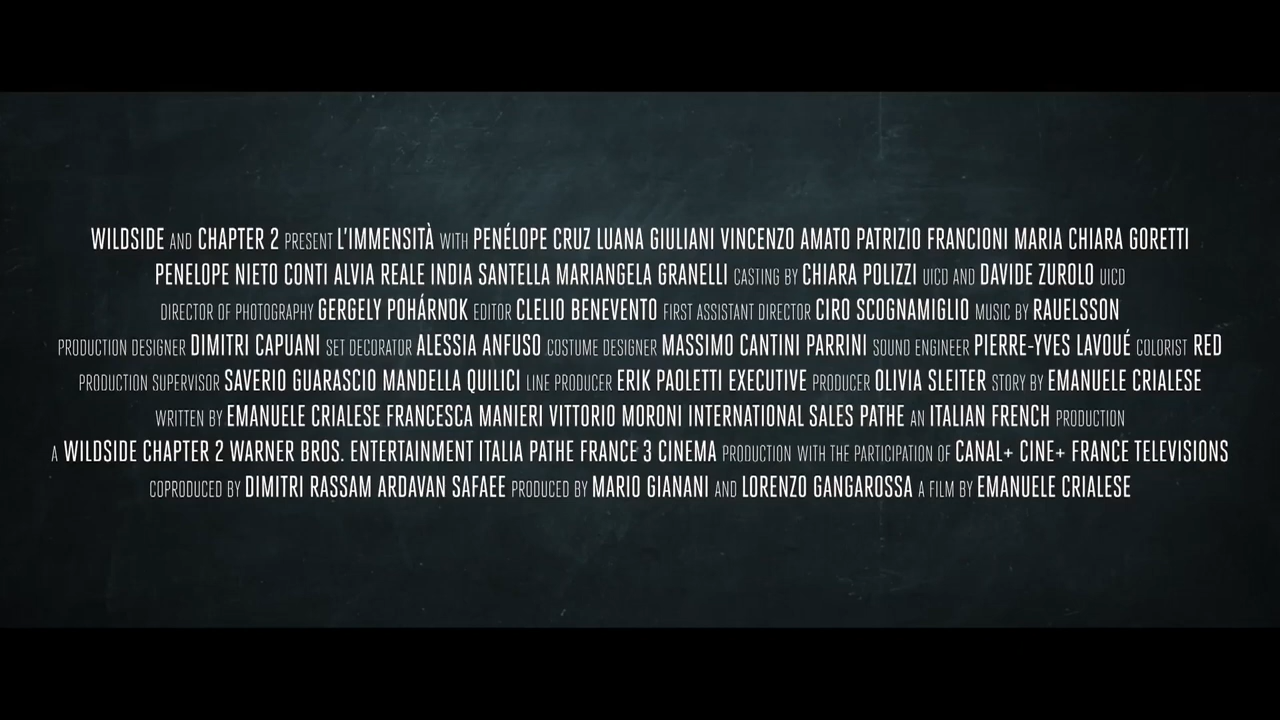 WILDSIDE AND CHAPTER 2 PRESENT L'IMMENSITÀ WITH PENÉLOPE CRUZ LUANA GIULIANI VINCENZO AMATO PATRIZIO FRANCIONI MARIA CHIARA GORETTI
PENELOPE NIETO CONTI ALVIA REALE INDIA SANTELLA MARIANGELA GRANELLI CASTING BY CHIARA POLIZZI UICD AND DAVIDE ZUROLO UICD
DIRECTOR OF PHOTOGRAPHY GERGELY POHÁRNOK EDITOR CLELIO BENEVENTO FIRST ASSISTANT DIRECTOR CIRO SCOGNAMIGLIO MUSIC BY RAUELSSON
PRODUCTION DESIGNER DIMITRI CAPUANI SET DECORATOR ALESSIA ANFUSO COSTUME DESIGNER MASSIMO CANTINI PARRINI SOUND ENGINEER PIERRE-YVES LAVOUÉ COLORIST RED
PRODUCTION SUPERVISOR SAVERIO GUARASCIO MANDELLA QUILICI LINE PRODUCER ERIK PAOLETTI EXECUTIVE PRODUCER OLIVIA SLEITER STORY BY EMANUELE CRIALESE
WRITTEN BY EMANUELE CRIALESE FRANCESCA MANIERI VITTORIO MORONI INTERNATIONAL SALES PATHE AN ITALIAN FRENCH PRODUCTION
A WILDSIDE CHAPTER 2 WARNER BROS. ENTERTAINMENT ITALIA PATHE FRANCE 3 CINEMA PRODUCTION WITH THE PARTICIPATION OF CANAL+ CINE+ FRANCE TELEVISIONS
COPRODUCED BY DIMITRI RASSAM ARDAVAN SAFAEE PRODUCED BY MARIO GIANANI AND LORENZO GANGAROSSA A FILM BY EMANUELE CRIALESE